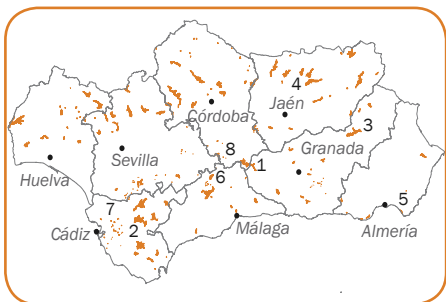 4
Córdoba
Jaén
3
8
Granada
Sevilla
1
Huelva
6
5
7
Cádiz
2
Málaga
Almería